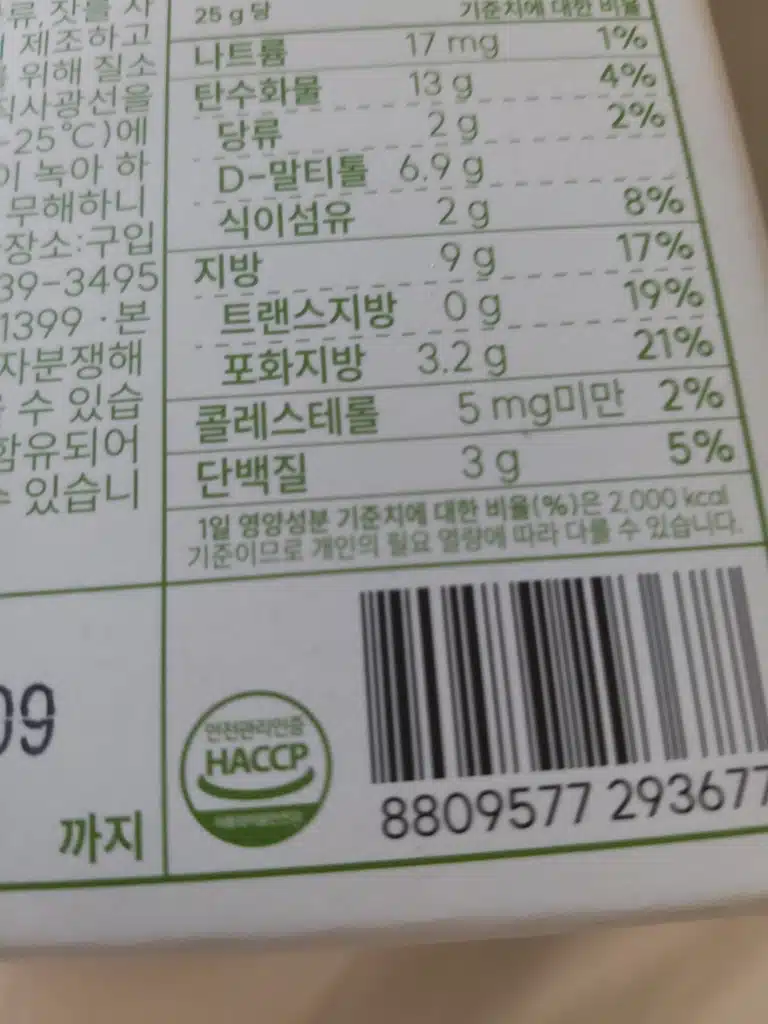 류, 잣을 사
제조하고
위해 질소
직사광선을
-25℃)에
이 녹아 하
무해하니
장소:구입
39-3495
1399 ·본
자분쟁해
수 있습
함유되어
수 있습니
25 g 당 기준치에 대한 비율
나트륨 17 mg 1%
탄수화물 13 g 4%
당류 2 g 2%
D-말티톨 6.9 g
식이섬유 2 g 8%
지방 9 g 17%
트랜스지방 0 g 19%
포화지방 3.2 g 21%
콜레스테롤 5 mg미만 2%
단백질 3 g 5%
1일 영양성분 기준치에 대한 비율(%)은 2,000 kcal
기준이므로 개인의 필요 열량에 따라 다를 수 있습니다.
09
까지
안전관리인증
HACCP
8809577 293677